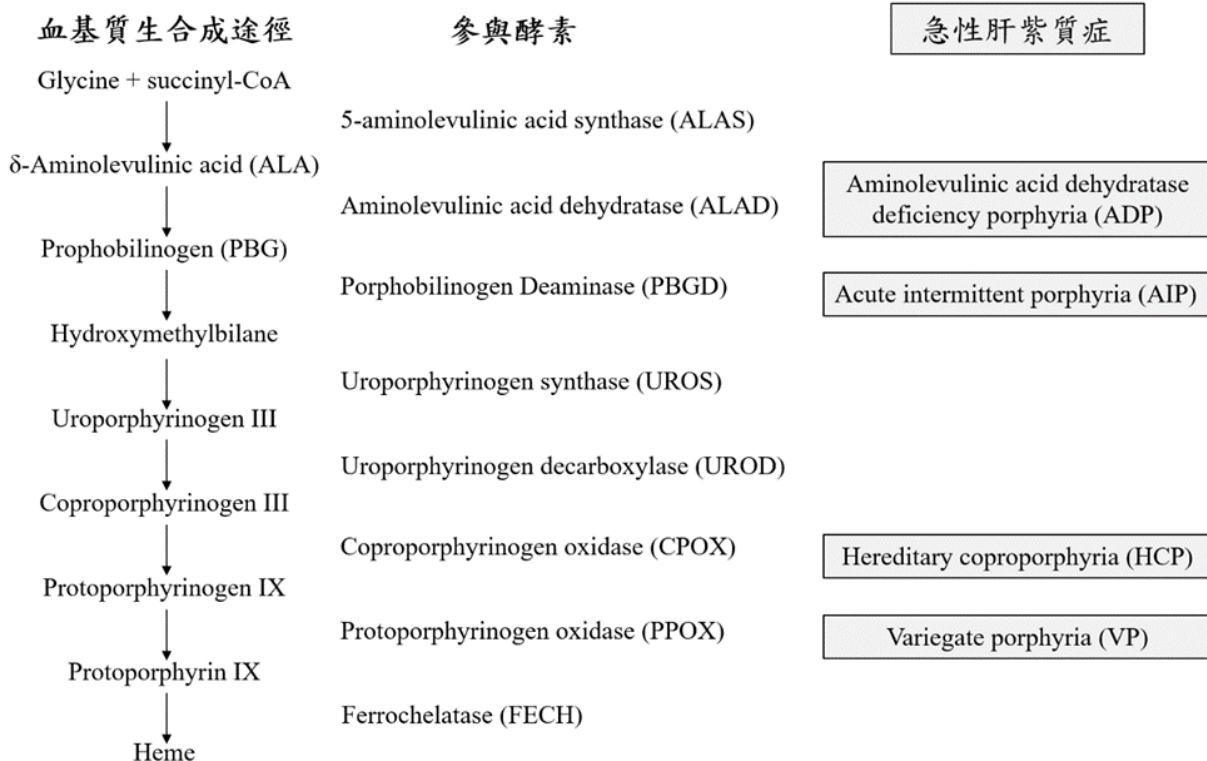 血基質生合成途徑
參與酵素
急性肝紫質症
Glycine + succinyl-CoA
5-aminolevulinic acid synthase (ALAS)
δ-Aminolevulinic acid (ALA)
Aminolevulinic acid dehydratase (ALAD)
Aminolevulinic acid dehydratase
deficiency porphyria (ADP)
Prophobilinogen (PBG)
Porphobilinogen Deaminase (PBGD)
Acute intermittent porphyria (AIP)
Hydroxymethylbilane
Uroporphyrinogen synthase (UROS)
Uroporphyrinogen III
Uroporphyrinogen decarboxylase (UROD)
Coproporphyrinogen III
Coproporphyrinogen oxidase (CPOX)
Hereditary coproporphyria (HCP)
Protoporphyrinogen IX
Protoporphyrinogen oxidase (PPOX)
Variegate porphyria (VP)
Protoporphyrin IX
Ferrochelatase (FECH)
Heme